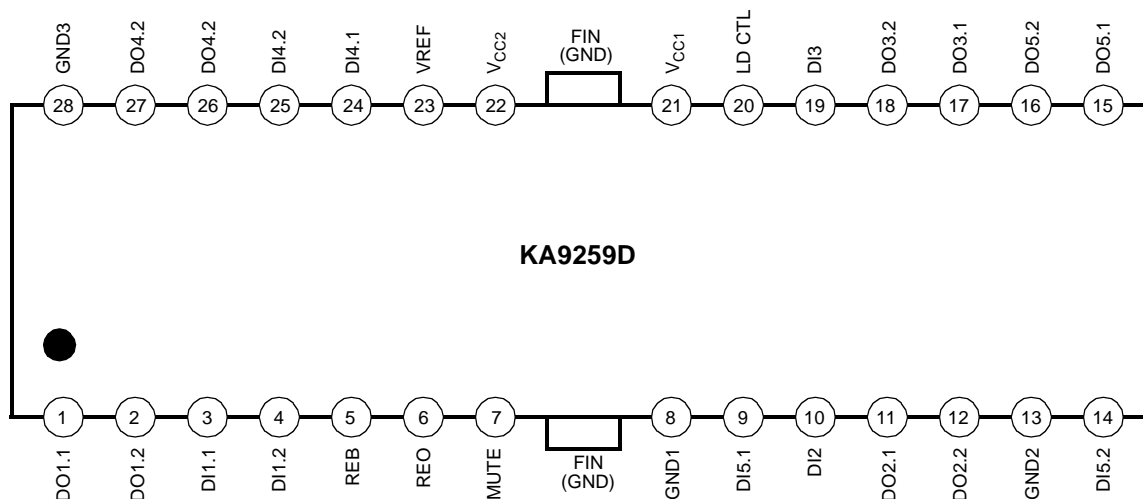 GND3
DO4.2
DO4.2
DI4.2
DI4.1
VREF
VCC2
FIN
(GND)
VCC1
LD CTL
DI3
DO3.2
DO3.1
DO5.2
DO5.1
28
27
26
25
24
23
22
21
20
19
18
17
16
15
KA9259D
1
2
3
4
5
6
7
8
9
10
11
12
13
14
DO1.1
DO1.2
DI1.1
DI1.2
REB
REO
MUTE
FIN
(GND)
GND1
DI5.1
DI2
DO2.1
DO2.2
GND2
DI5.2